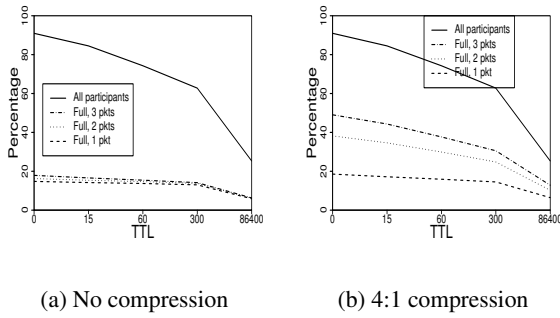 Percentage
0 20 40 60 80 100
All participants
Full, 3 pkts
Full, 2 pkts
Full, 1 pkt
0 15 60 300 86400
TTL
(a) No compression
Percentage
0 20 40 60 80 100
All participants
Full, 3 pkts
Full, 2 pkts
Full, 1 pkt
0 15 60 300 86400
TTL
(b) 4:1 compression